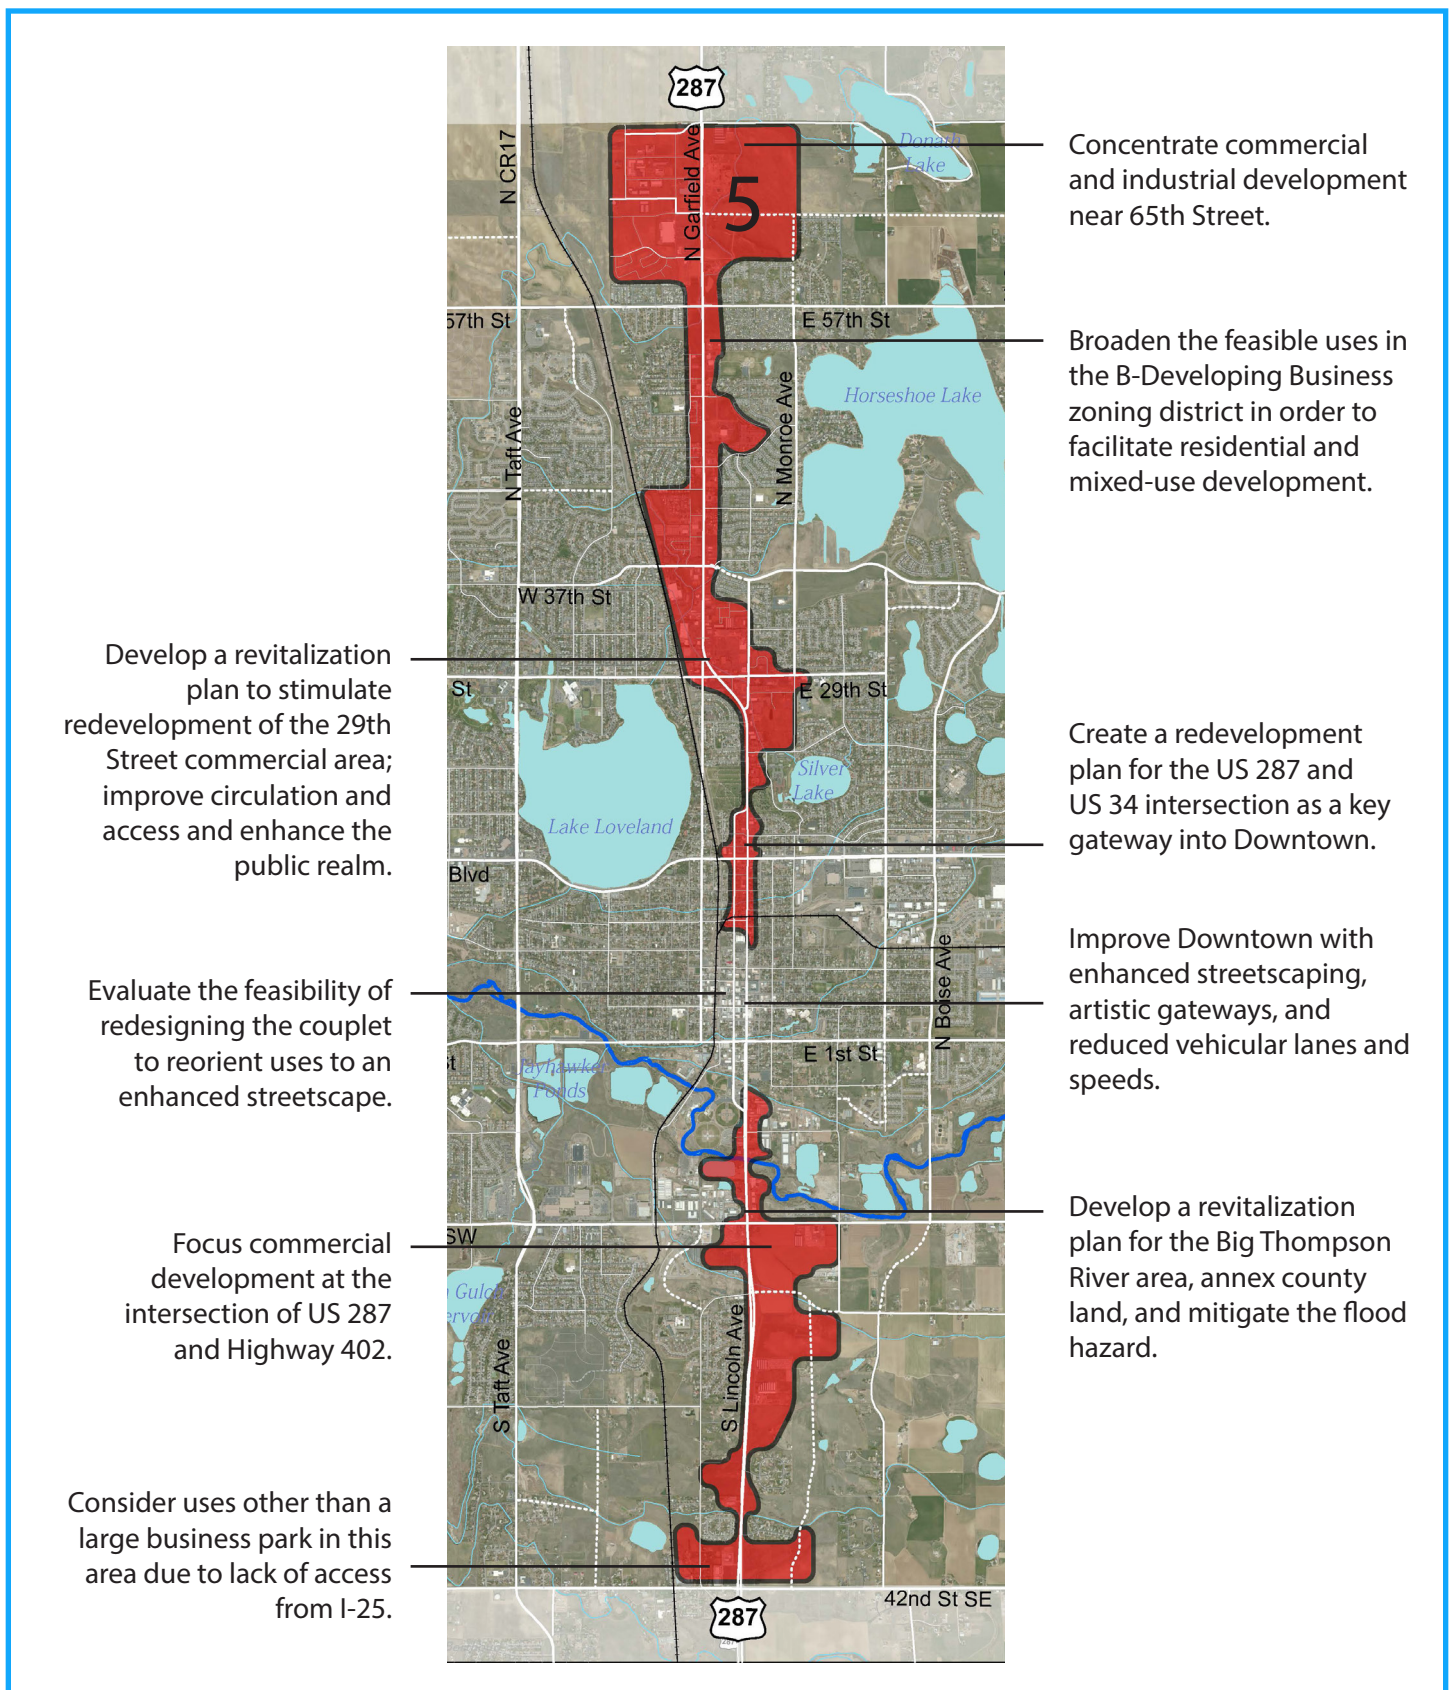 287
N CR17
N Garfield Ave
5
Donath
Lake
Concentrate commercial
and industrial development
near 65th Street.
57th St
E 57th St
Broaden the feasible uses in
the B-Developing Business
zoning district in order to
facilitate residential and
mixed-use development.
Horseshoe Lake
N Monroe Ave
N Taft Ave
W 37th St
Develop a revitalization
plan to stimulate
redevelopment of the 29th
Street commercial area;
improve circulation and
access and enhance the
public realm.
St
E 29th St
Create a redevelopment
plan for the US 287 and
US 34 intersection as a key
gateway into Downtown.
Silver
Lake
Lake Loveland
Blvd
Improve Downtown with
enhanced streetscaping,
artistic gateways, and
reduced vehicular lanes and
speeds.
N Boise Ave
Evaluate the feasibility of
redesigning the couplet
to reorient uses to an
enhanced streetscape.
E 1st St
St
Jayhawker
Ponds
Develop a revitalization
plan for the Big Thompson
River area, annex county
land, and mitigate the flood
hazard.
SW
Focus commercial
development at the
intersection of US 287
and Highway 402.
S Lincoln Ave
S Taft Ave
Consider uses other than a
large business park in this
area due to lack of access
from I-25.
42nd St SE
287
287